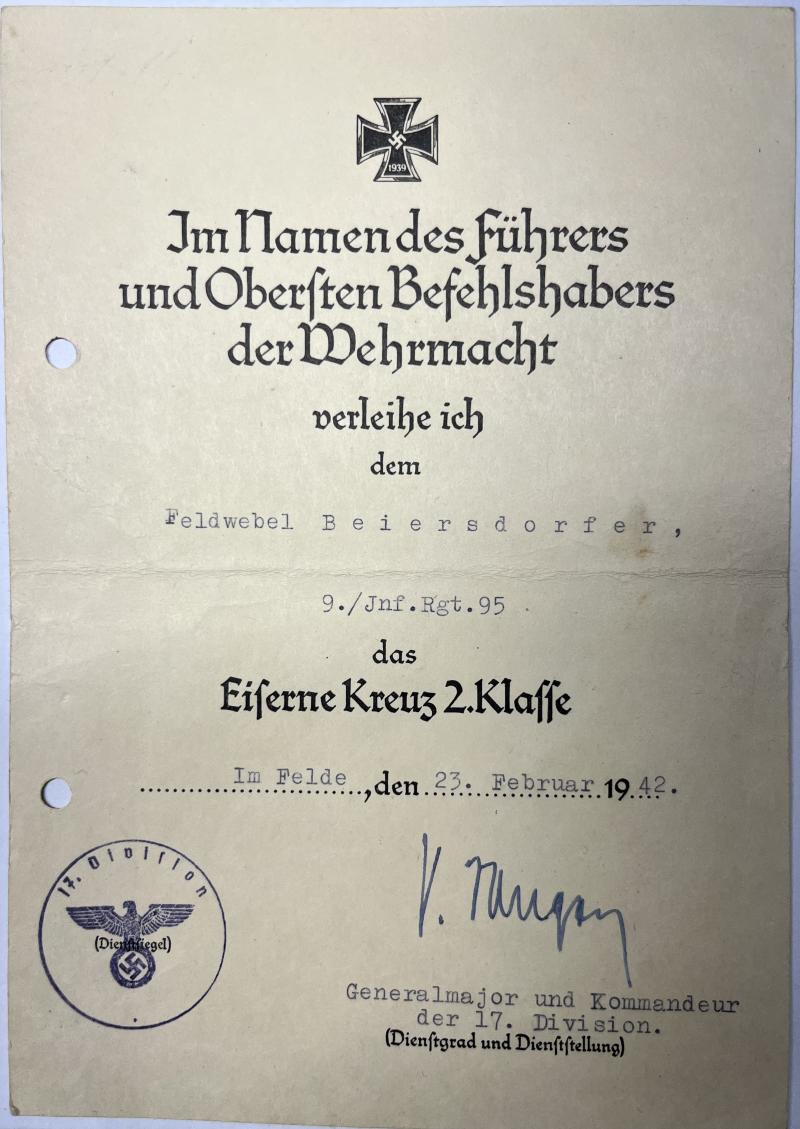 1939
Im Namen des Führers
und Oberſten Befehlshabers
der Wehrmacht
verleihe ich
dem
Feldwebel B e i e r s d o r f e r ,
9./Jnf.Rgt.95
das
Eiſerne Kreuz 2.Klaſſe
Im Felde, den 23. Februar 1942.
17. Diviſion
(Dienſtſiegel)
v. Zangen
Generalmajor und Kommandeur
der 17. Division.
(Dienſtgrad und Dienſtſtellung)